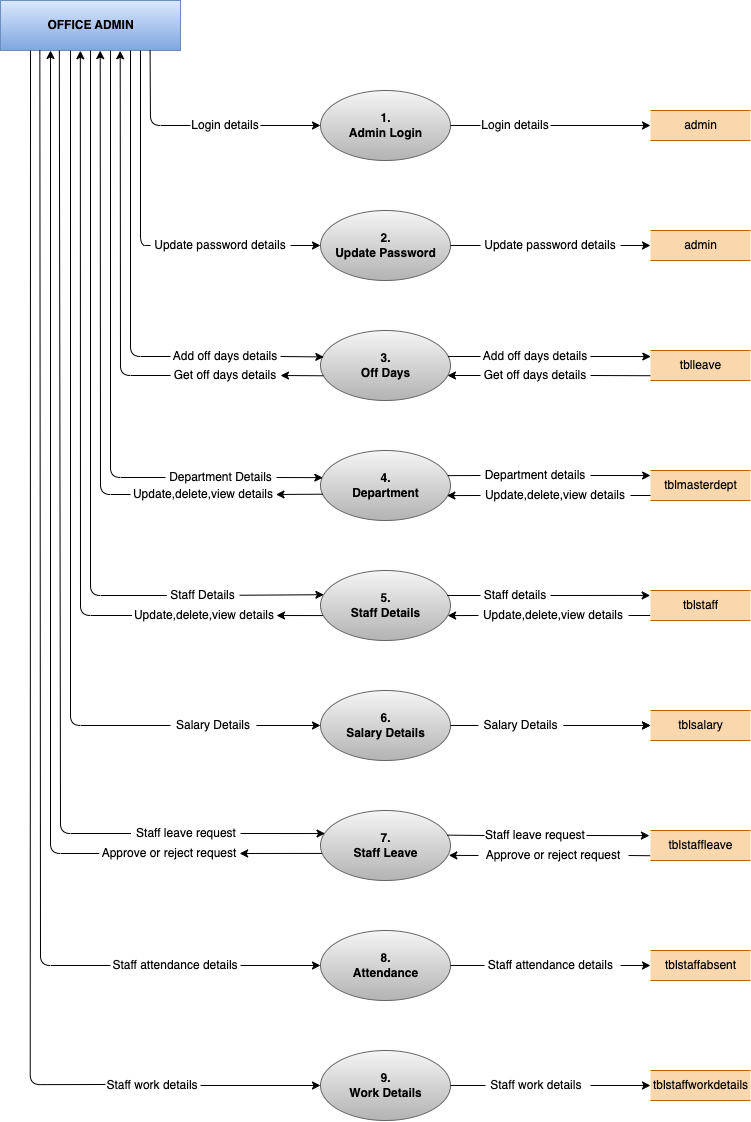 OFFICE ADMIN
Login details
1.
Admin Login
Login details
admin
Update password details
2.
Update Password
Update password details
admin
Add off days details
Get off days details
3.
Off Days
Add off days details
Get off days details
tblleave
Department Details
Update,delete,view details
4.
Department
Department details
Update,delete,view details
tblmasterdept
Staff Details
Update,delete,view details
5.
Staff Details
Staff details
Update,delete,view details
tblstaff
Salary Details
6.
Salary Details
Salary Details
tblsalary
Staff leave request
Approve or reject request
7.
Staff Leave
Staff leave request
Approve or reject request
tblstaffleave
Staff attendance details
8.
Attendance
Staff attendance details
tblstaffabsent
Staff work details
9.
Work Details
Staff work details
tblstaffworkdetails